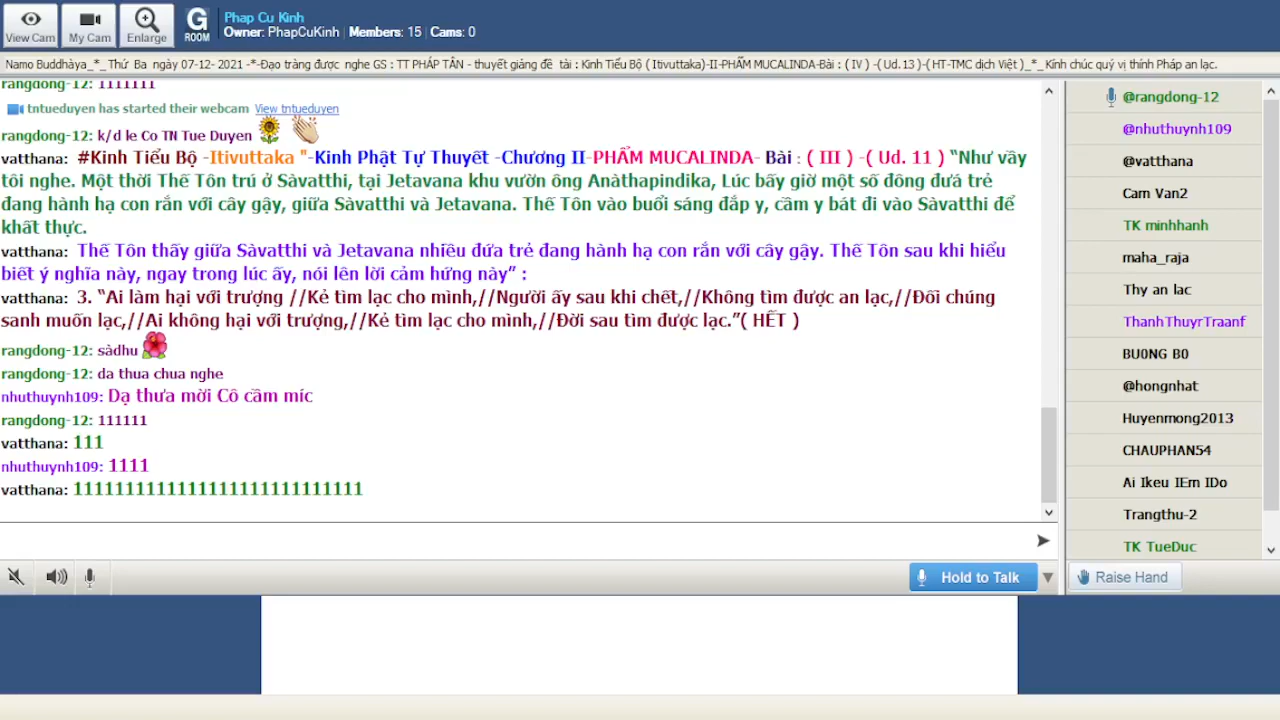 View Cam
My Cam
Enlarge
G
ROOM
Phap Cu Kinh
Owner: PhapCuKinh | Members: 15 | Cams: 0
Namo Buddhàya_*_ Thứ Ba ngày 07-12- 2021 -*-Đạo tràng được nghe GS : TT PHÁP TÂN - thuyết giảng đề tài : Kinh Tiểu Bộ ( Itivuttaka)-II-PHẨM MUCALINDA-Bài : ( IV ) -( Ud. 13 )-( HT-TMC dịch Việt )_*_ Kính chúc quý vị thính Pháp an lạc.
rangdong-12: 1111111
tntueduyen has started their webcam View tntueduyen
rangdong-12: k/d le Co TN Tue Duyen
vatthana: #Kinh Tiểu Bộ -Itivuttaka "-Kinh Phật Tự Thuyết -Chương II-PHẨM MUCALINDA- Bài : ( III ) -( Ud. 11 ) “Như vầy
tôi nghe. Một thời Thế Tôn trú ở Sàvatthi, tại Jetavana khu vườn ông Anàthapindika, Lúc bấy giờ một số đông đứá trẻ
đang hành hạ con rắn với cây gậy, giữa Sàvatthi và Jetavana. Thế Tôn vào buổi sáng đắp y, cầm y bát đi vào Sàvatthi để
khất thực.
vatthana: Thế Tôn thấy giữa Sàvatthi và Jetavana nhiều đứa trẻ đang hành hạ con rắn với cây gậy. Thế Tôn sau khi hiểu
biết ý nghĩa này, ngay trong lúc ấy, nói lên lời cảm hứng này” :
vatthana: 3. “Ai làm hại với trượng //Kẻ tìm lạc cho mình,//Người ấy sau khi chết,//Không tìm được an lạc,//Đối chúng
sanh muốn lạc,//Ai không hại với trượng,//Kẻ tìm lạc cho mình,//Đời sau tìm được lạc.”( HẾT )
rangdong-12: sàdhu
rangdong-12: da thua chua nghe
nhuthuynh109: Dạ thưa mời Cô cầm míc
rangdong-12: 111111
vatthana: 111
nhuthuynh109: 1111
vatthana: 1111111111111111111111111111
Hold to Talk
@rangdong-12
@nhuthuynh109
@vatthana
Cam Van2
TK minhhanh
maha_raja
Thy an lac
ThanhThuyrTraanf
BU0NG B0
@hongnhat
Huyenmong2013
CHAUPHAN54
Ai Ikeu IEm IDo
Trangthu-2
TK TueDuc
Raise Hand